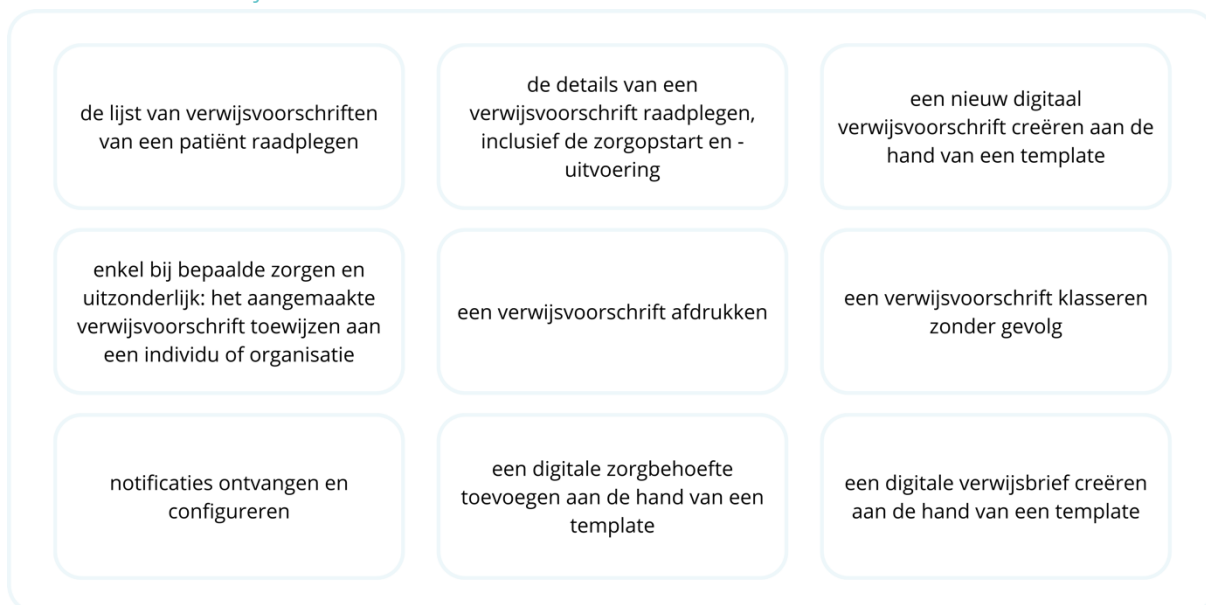 de lijst van verwijsvoorschriften
van een patiënt raadplegen
de details van een
verwijsvoorschrift raadplegen,
inclusief de zorgopstart en -
uitvoering
een nieuw digitaal
verwijsvoorschrift creëren aan de
hand van een template
enkel bij bepaalde zorgen en
uitzonderlijk: het aangemaakte
verwijsvoorschrift toewijzen aan
een individu of organisatie
een verwijsvoorschrift afdrukken
een verwijsvoorschrift klasseren
zonder gevolg
notificaties ontvangen en
configureren
een digitale zorgbehoefte
toevoegen aan de hand van een
template
een digitale verwijsbrief creëren
aan de hand van een template